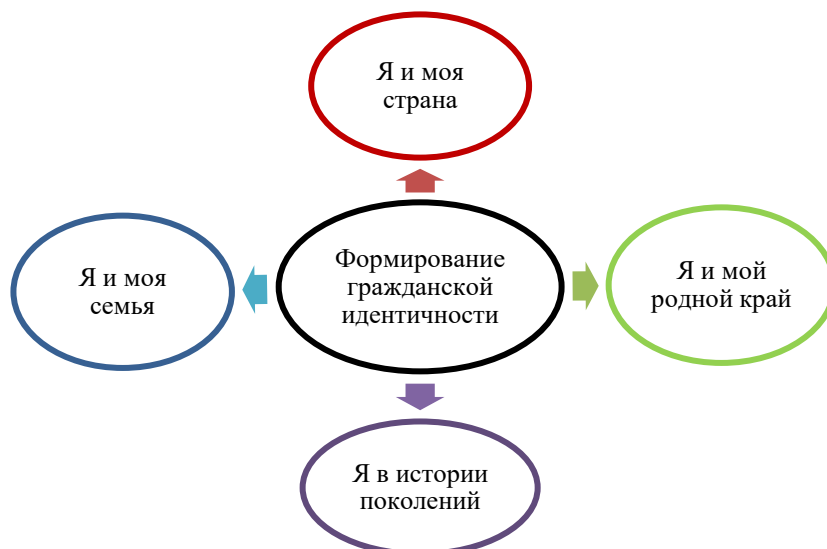 Я и моя
страна
Я и моя
семья
Формирование
гражданской
идентичности
Я и мой
родной край
Я в истории
поколений